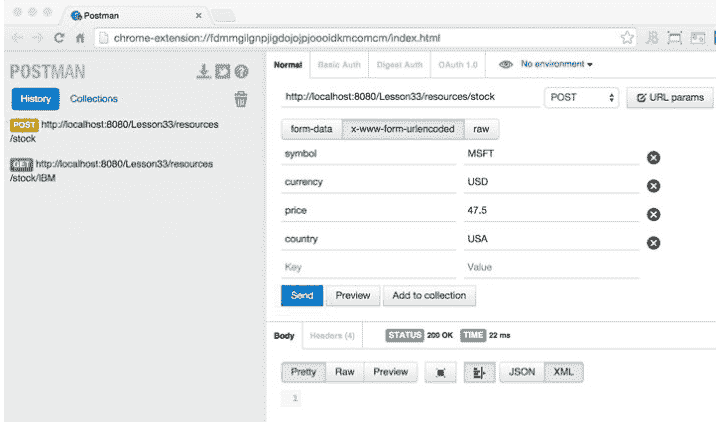 Postman
chrome-extension://fdmmgilgnpjigdojojpjoooidkmcomcm/index.html
POSTMAN
History
Collections
POST http://localhost:8080/Lesson33/resources
/stock
GET http://localhost:8080/Lesson33/resources
/stock/IBM
Normal Basic Auth Digest Auth OAuth 1.0 No environment
http://localhost:8080/Lesson33/resources/stock POST URL params
form-data x-www-form-urlencoded raw
symbol MSFT
currency USD
price 47.5
country USA
Key Value
Send Preview Add to collection
Body Headers (4) STATUS 200 OK TIME 22 ms
Pretty Raw Preview JSON XML
1